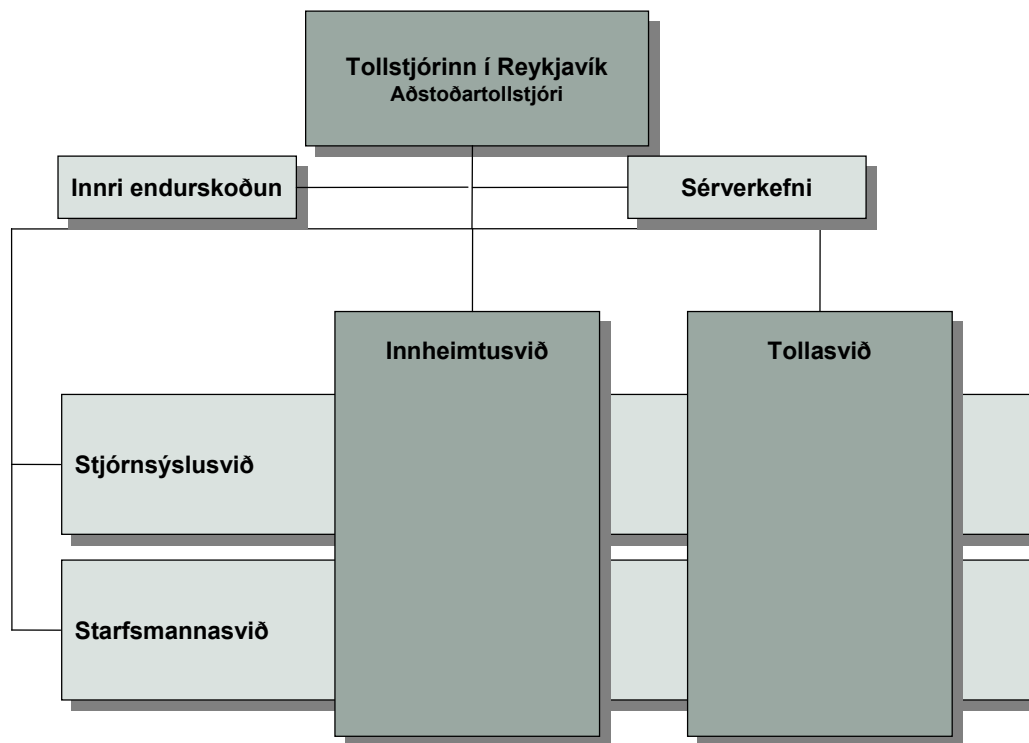 Tollstjórinn í Reykjavík
Aðstoðartollstjóri
Innri endurskoðun
Sérverkefni
Innheimtusvið
Tollasvið
Stjórnsýslusvið
Starfsmannasvið